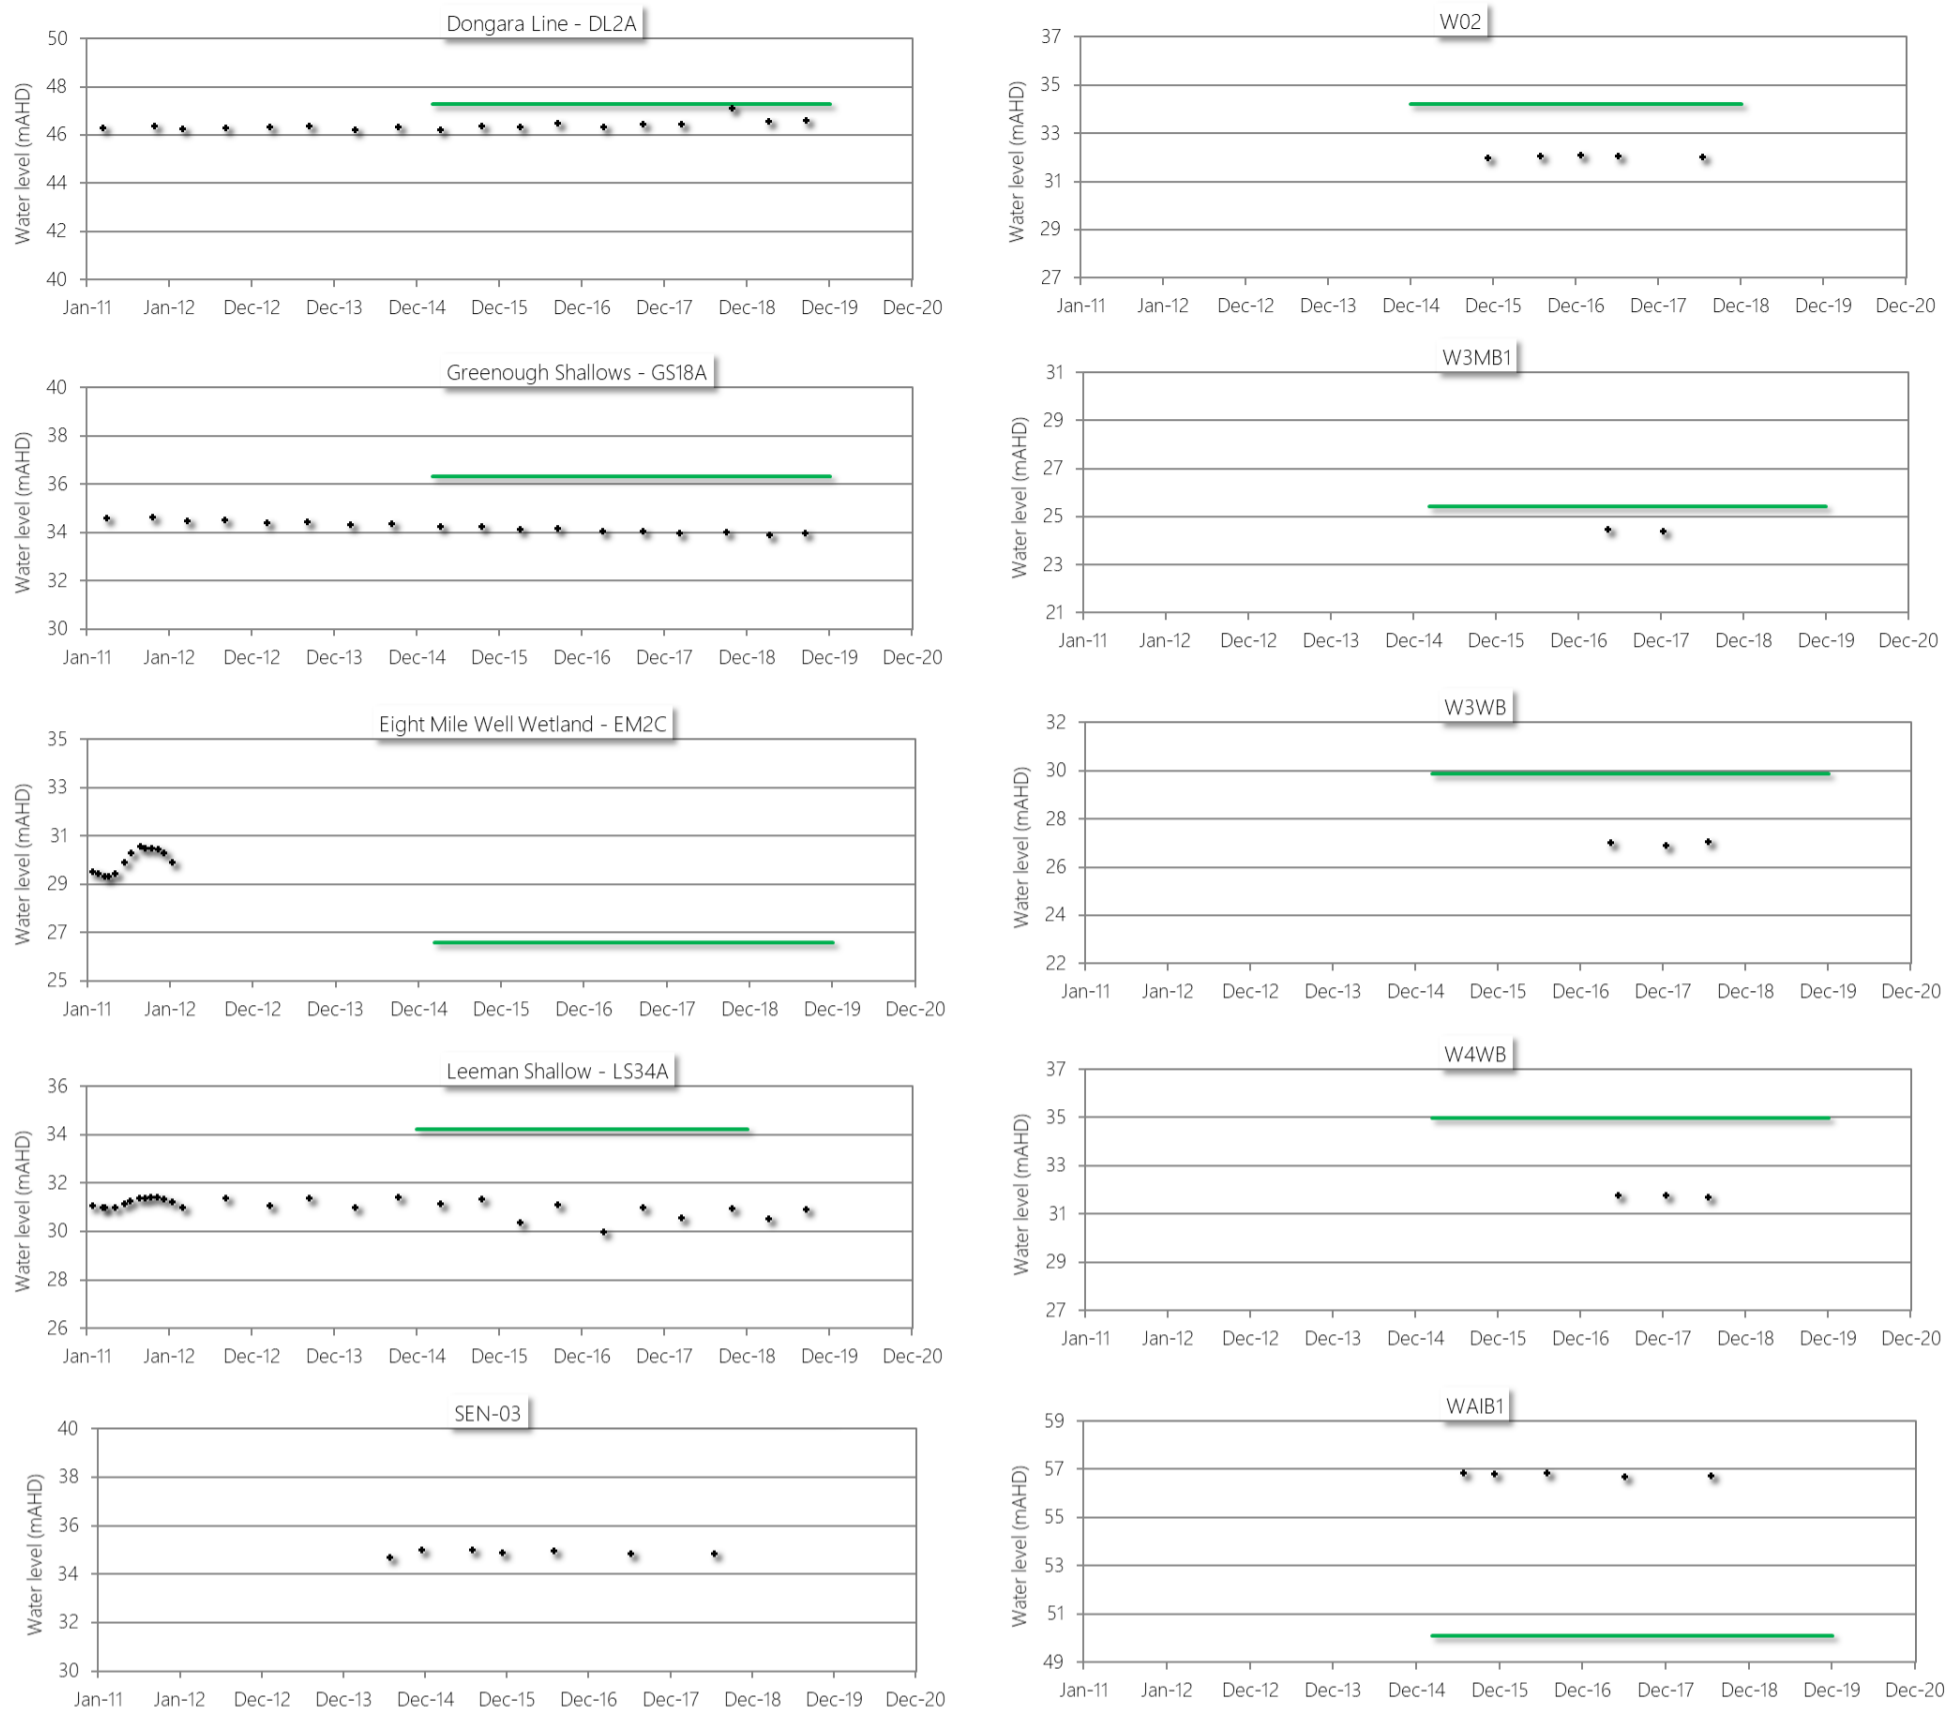 Dongara Line - DL2A
Water level (mAHD)
50
48
46
44
42
40
Jan-11 Jan-12 Dec-12 Dec-13 Dec-14 Dec-15 Dec-16 Dec-17 Dec-18 Dec-19 Dec-20
Greenough Shallows - GS18A
Water level (mAHD)
40
38
36
34
32
30
Jan-11 Jan-12 Dec-12 Dec-13 Dec-14 Dec-15 Dec-16 Dec-17 Dec-18 Dec-19 Dec-20
Eight Mile Well Wetland - EM2C
Water level (mAHD)
35
33
31
29
27
25
Jan-11 Jan-12 Dec-12 Dec-13 Dec-14 Dec-15 Dec-16 Dec-17 Dec-18 Dec-19 Dec-20
Leeman Shallow - LS34A
Water level (mAHD)
36
34
32
30
28
26
Jan-11 Jan-12 Dec-12 Dec-13 Dec-14 Dec-15 Dec-16 Dec-17 Dec-18 Dec-19 Dec-20
SEN-03
Water level (mAHD)
40
38
36
34
32
30
Jan-11 Jan-12 Dec-12 Dec-13 Dec-14 Dec-15 Dec-16 Dec-17 Dec-18 Dec-19 Dec-20
W02
Water level (mAHD)
37
35
33
31
29
27
Jan-11 Jan-12 Dec-12 Dec-13 Dec-14 Dec-15 Dec-16 Dec-17 Dec-18 Dec-19 Dec-20
W3MB1
Water level (mAHD)
31
29
27
25
23
21
Jan-11 Jan-12 Dec-12 Dec-13 Dec-14 Dec-15 Dec-16 Dec-17 Dec-18 Dec-19 Dec-20
W3WB
Water level (mAHD)
32
30
28
26
24
22
Jan-11 Jan-12 Dec-12 Dec-13 Dec-14 Dec-15 Dec-16 Dec-17 Dec-18 Dec-19 Dec-20
W4WB
Water level (mAHD)
37
35
33
31
29
27
Jan-11 Jan-12 Dec-12 Dec-13 Dec-14 Dec-15 Dec-16 Dec-17 Dec-18 Dec-19 Dec-20
WAIB1
Water level (mAHD)
59
57
55
53
51
49
Jan-11 Jan-12 Dec-12 Dec-13 Dec-14 Dec-15 Dec-16 Dec-17 Dec-18 Dec-19 Dec-20